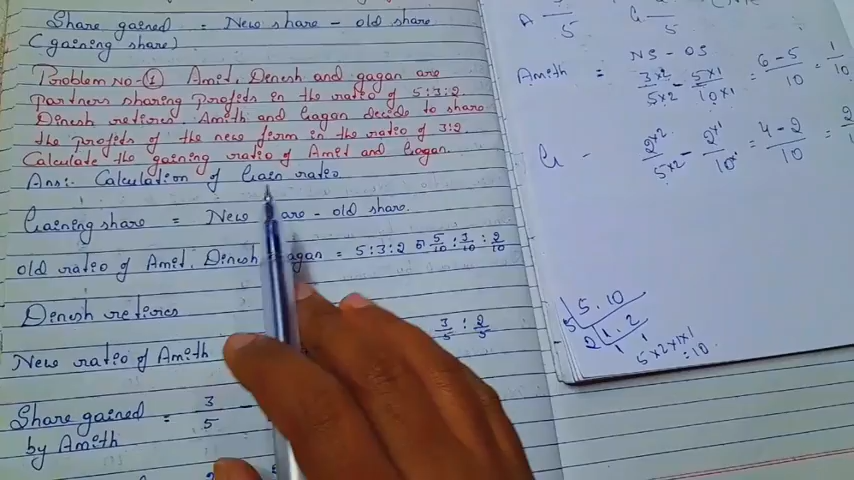 Share gained = New share - old share
(gaining share)
Problem No-① Amit, Dinesh and gagan are
partners sharing profits in the ratio of 5:3:2.
Dinesh retires. Amith and Gagan decide to share
the profits of the new firm in the ratio of 3:2.
Calculate the gaining ratio of Amit and Gagan.
Ans:- Calculation of Gain ratio
Gaining share = New are - old share.
old ratio of Amit, Dinesh agan = 5:3:2 5/10 : 3/10 : 2/10
Dinesh retires
New ratio of Amith 3/5 : 2/5
Share gained = 3/5 -
by Amith
A 5 G 5
NS - OS
Amith = 3×2/5×2 - 5×1/10×1 = 6-5/10 = 1/10
G - 2×2/5×2 - 2×1/10×1 = 4-2/10 = 2
5 5.10
2 1.2
1 1
5×2×1×1
=10